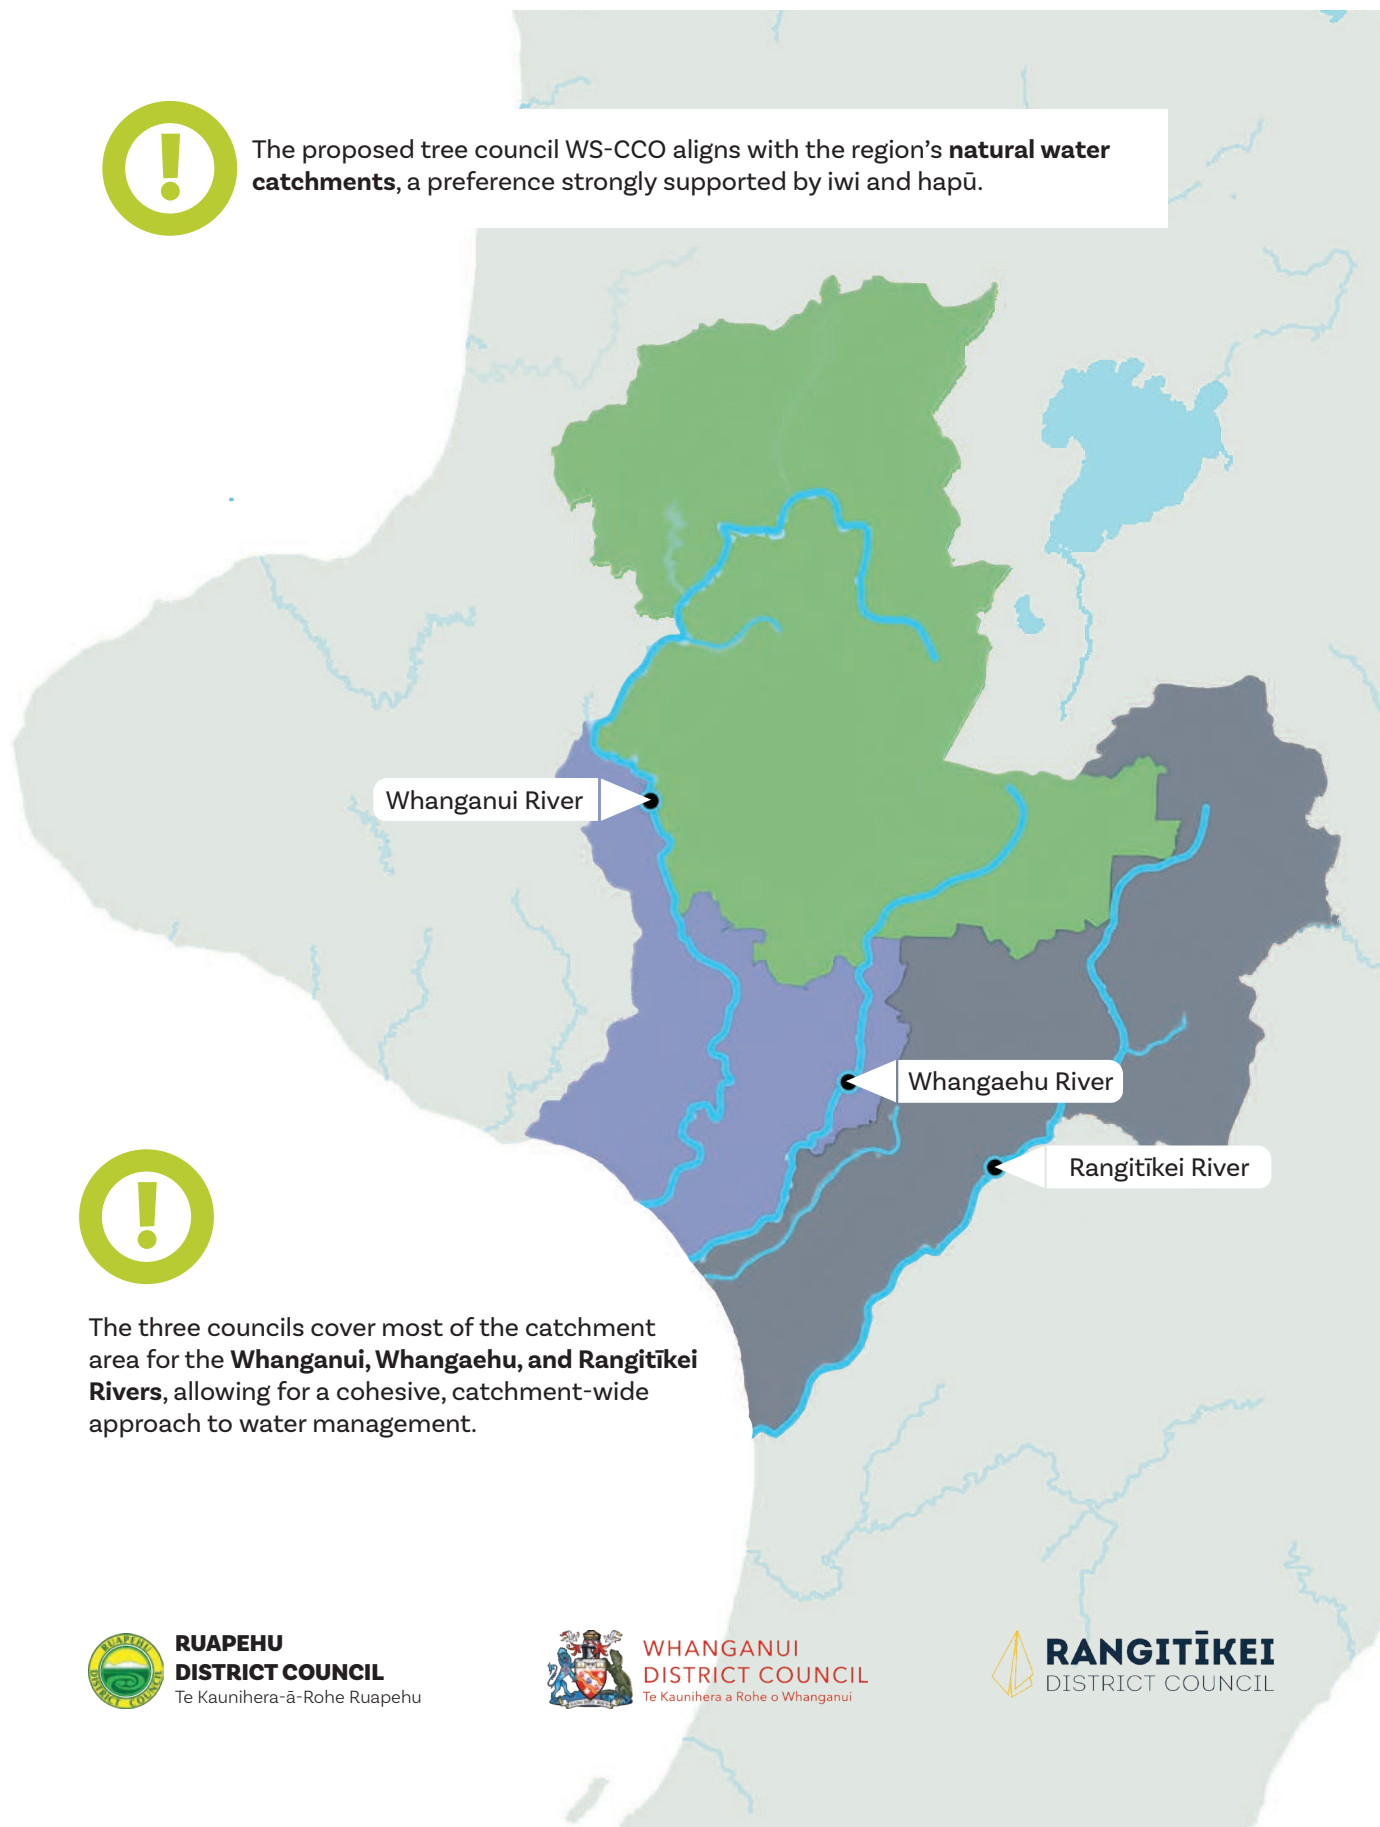 The proposed tree council WS-CCO aligns with the region's natural water
catchments, a preference strongly supported by iwi and hapū.
Whanganui River
Whangaehu River
Rangitīkei River
The three councils cover most of the catchment
area for the Whanganui, Whangaehu, and Rangitīkei
Rivers, allowing for a cohesive, catchment-wide
approach to water management.
RUAPEHU
DISTRICT COUNCIL
RUAPEHU
DISTRICT COUNCIL
Te Kaunihera-ā-Rohe Ruapehu
WHANGANUI
DISTRICT COUNCIL
Te Kaunihera a Rohe o Whanganui
RANGITĪKEI
DISTRICT COUNCIL